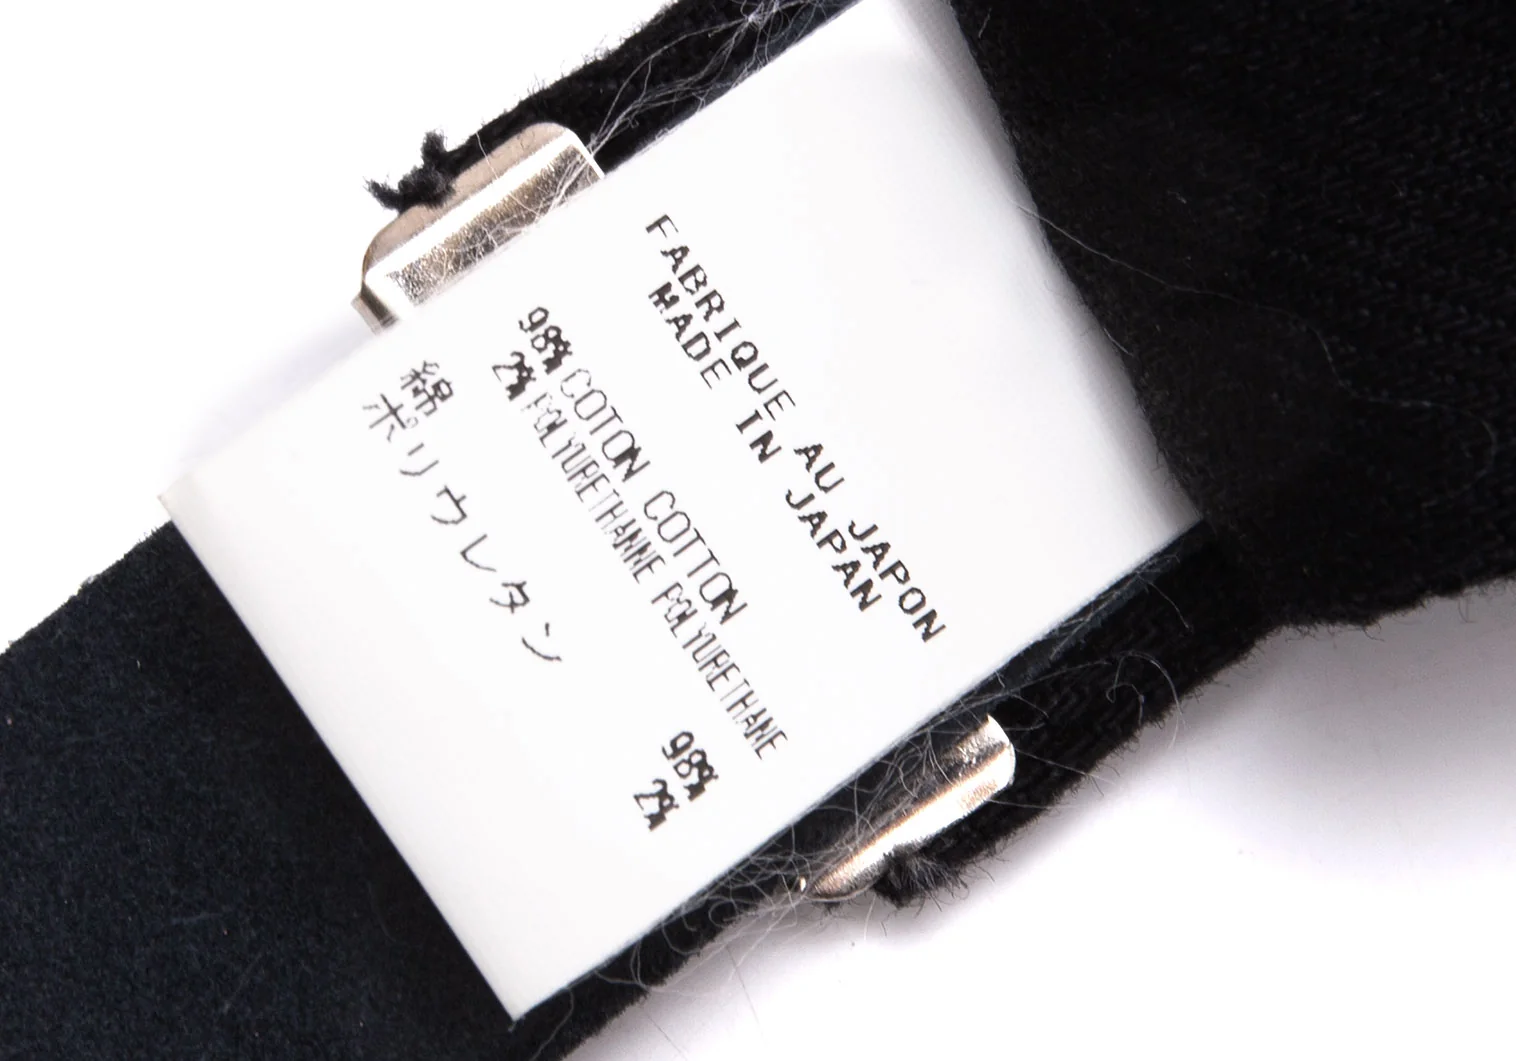 FABRIQUE AU JAPON
MADE IN JAPAN
98% COTON COTTON
2% POLYURETHANNE POLYURETHANE
綿 98%
ポリウレタン 2%